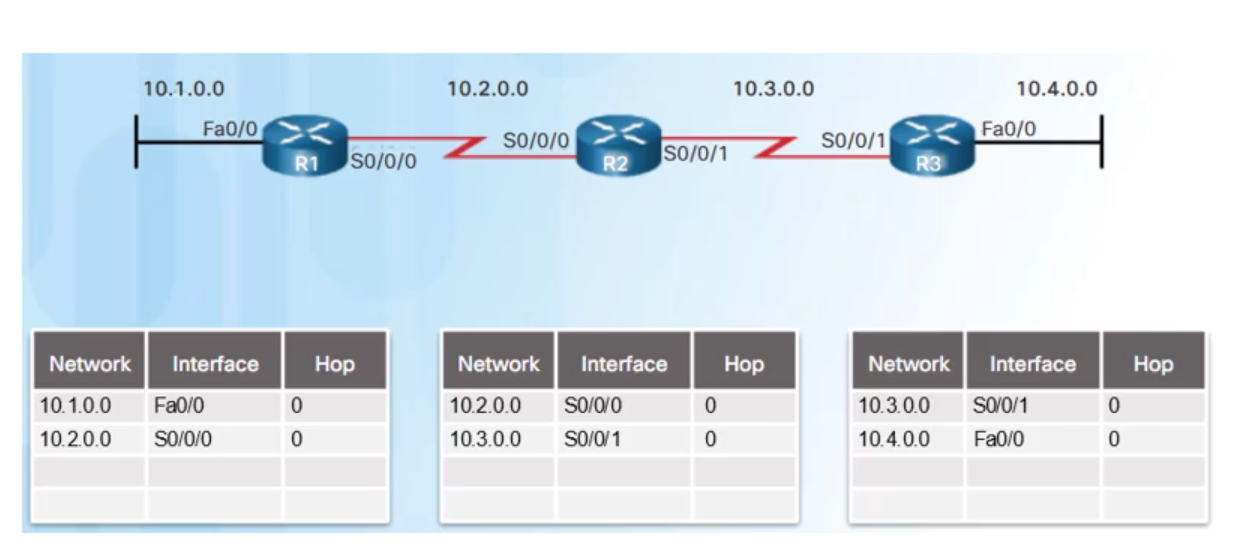 10.1.0.0 10.2.0.0 10.3.0.0 10.4.0.0
Fa0/0 R1 S0/0/0 S0/0/0 R2 S0/0/1 S0/0/1 R3 Fa0/0
Network Interface Hop
10.1.0.0 Fa0/0 0
10.2.0.0 S0/0/0 0
Network Interface Hop
10.2.0.0 S0/0/0 0
10.3.0.0 S0/0/1 0
Network Interface Hop
10.3.0.0 S0/0/1 0
10.4.0.0 Fa0/0 0